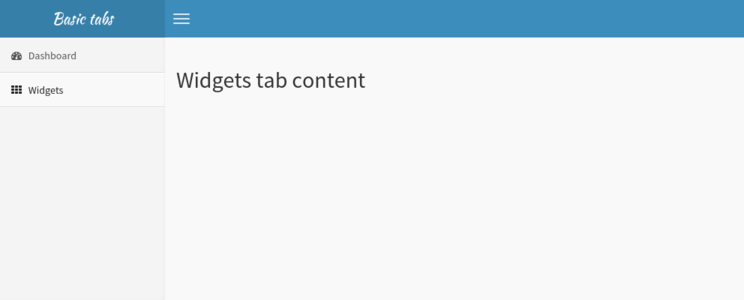 Basic tabs
Dashboard
Widgets
Widgets tab content